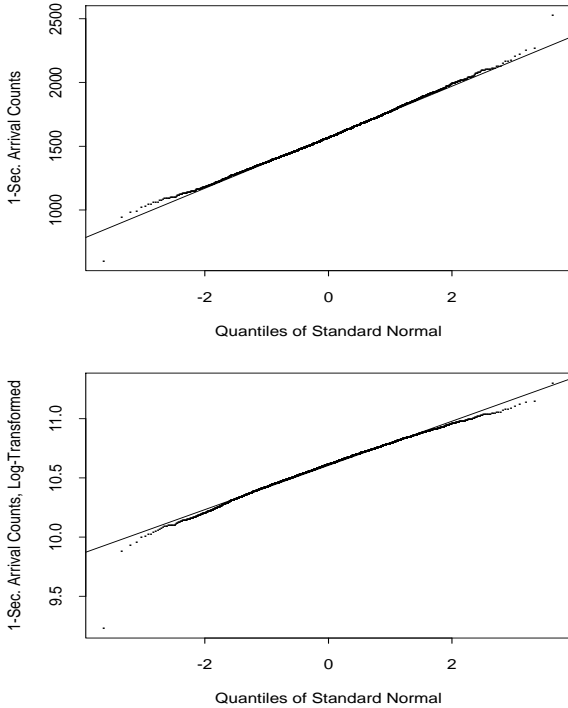 1-Sec. Arrival Counts
2500
2000
1500
1000
-2 0 2
Quantiles of Standard Normal
1-Sec. Arrival Counts, Log-Transformed
11.0
10.5
10.0
9.5
-2 0 2
Quantiles of Standard Normal